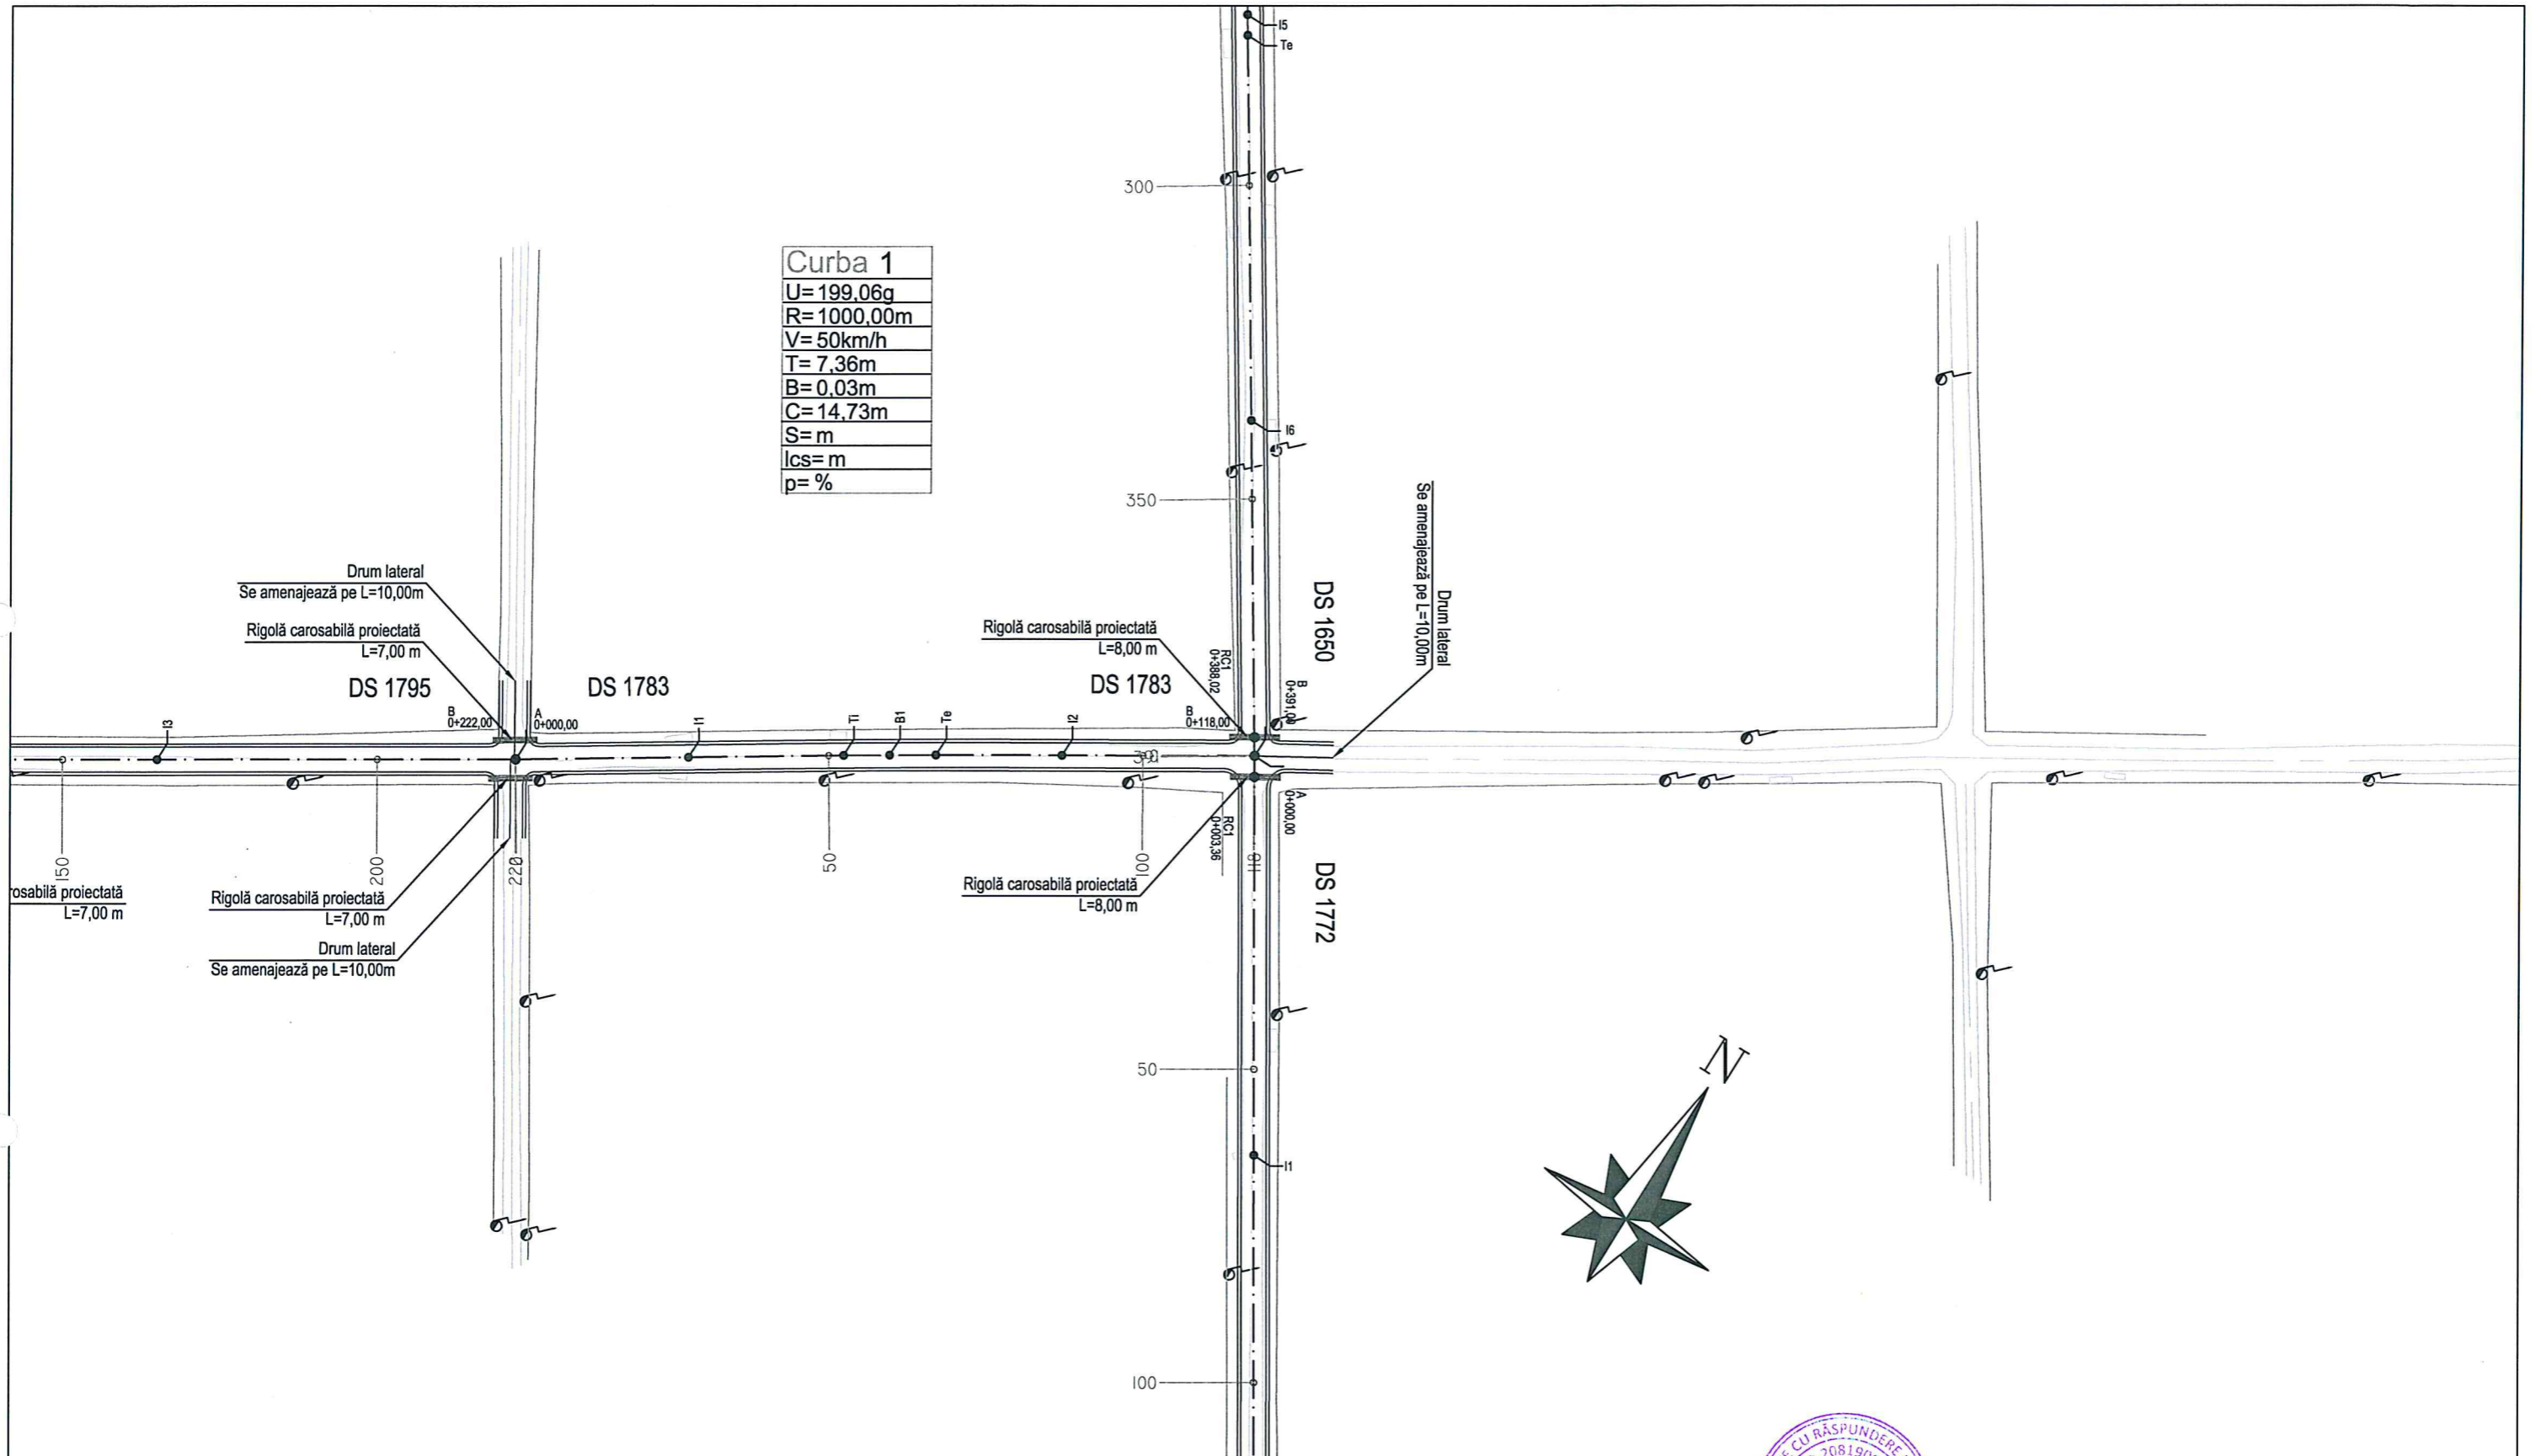 I5
Te
300
Curba 1
U=199,06g
R=1000,00m
V=50km/h
T=7,36m
B=0,03m
C=14,73m
S= m
lcs= m
p= %
I6
350
Drum lateral
Se amenajează pe L=10,00m
Rigolă carosabilă proiectată
L=7,00 m
DS 1795
DS 1783
B
0+222,00
A
0+000,00
I3
I1
Ti
B1
Te
I2
Rigolă carosabilă proiectată
L=8,00 m
DS 1783
B
0+118,00
RC1
0+388,02
B
0+391,00
DS 1650
Drum lateral
Se amenajează pe L=10,00m
150
200
220
50
100
118
RC1
0+003,36
A
0+000,00
DS 1772
rosabilă proiectată
L=7,00 m
Rigolă carosabilă proiectată
L=7,00 m
Drum lateral
Se amenajează pe L=10,00m
Rigolă carosabilă proiectată
L=8,00 m
50
I1
100
N
CU RĂSPUNDERE